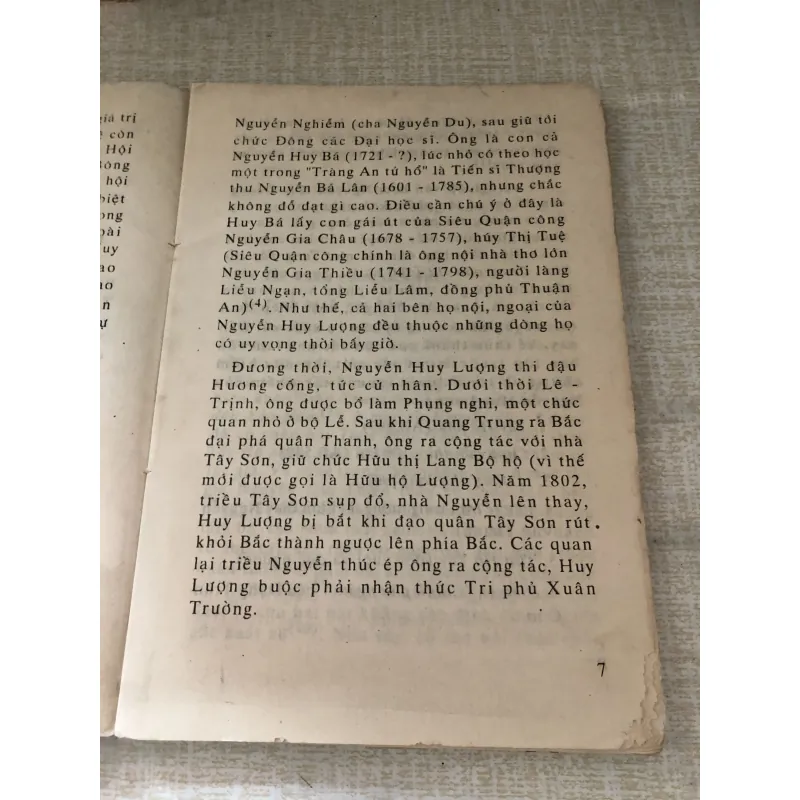 giá trị
còn
Hội
Bông
hội
biệt
ong
oài
uy
ao
ao
n
ự
Nguyễn Nghiễm (cha Nguyễn Du), sau giữ tới
chức Đông các Đại học sĩ. Ông là con cả
Nguyễn Huy Bá (1721 - ?), lúc nhỏ có theo học
một trong "Tràng An tứ hổ" là Tiến sĩ Thượng
thư Nguyễn Bá Lân (1601 - 1785), nhưng chắc
không đỗ đạt gì cao. Điều cần chú ý ở đây là
Huy Bá lấy con gái út của Siêu Quận công
Nguyễn Gia Châu (1678 - 1757), húy Thị Tuệ
(Siêu Quận công chính là ông nội nhà thơ lớn
Nguyễn Gia Thiều (1741 - 1798), người làng
Liễu Ngạn, tổng Liễu Lâm, đồng phủ Thuận
An)(4). Như thế, cả hai bên họ nội, ngoại của
Nguyễn Huy Lượng đều thuộc những dòng họ
có uy vọng thời bấy giờ.
Đương thời, Nguyễn Huy Lượng thi đậu
Hương cống, tức cử nhân. Dưới thời Lê -
Trịnh, ông được bổ làm Phụng nghi, một chức
quan nhỏ ở bộ Lễ. Sau khi Quang Trung ra Bắc
đại phá quân Thanh, ông ra cộng tác với nhà
Tây Sơn, giữ chức Hữu thị Lang Bộ hộ (vì thế
mới được gọi là Hữu hộ Lượng). Năm 1802,
triều Tây Sơn sụp đổ, nhà Nguyễn lên thay,
Huy Lượng bị bắt khi đạo quân Tây Sơn rút
khỏi Bắc thành ngược lên phía Bắc. Các quan
lại triều Nguyễn thúc ép ông ra cộng tác, Huy
Lượng buộc phải nhận thức Tri phủ Xuân
Trường.
7